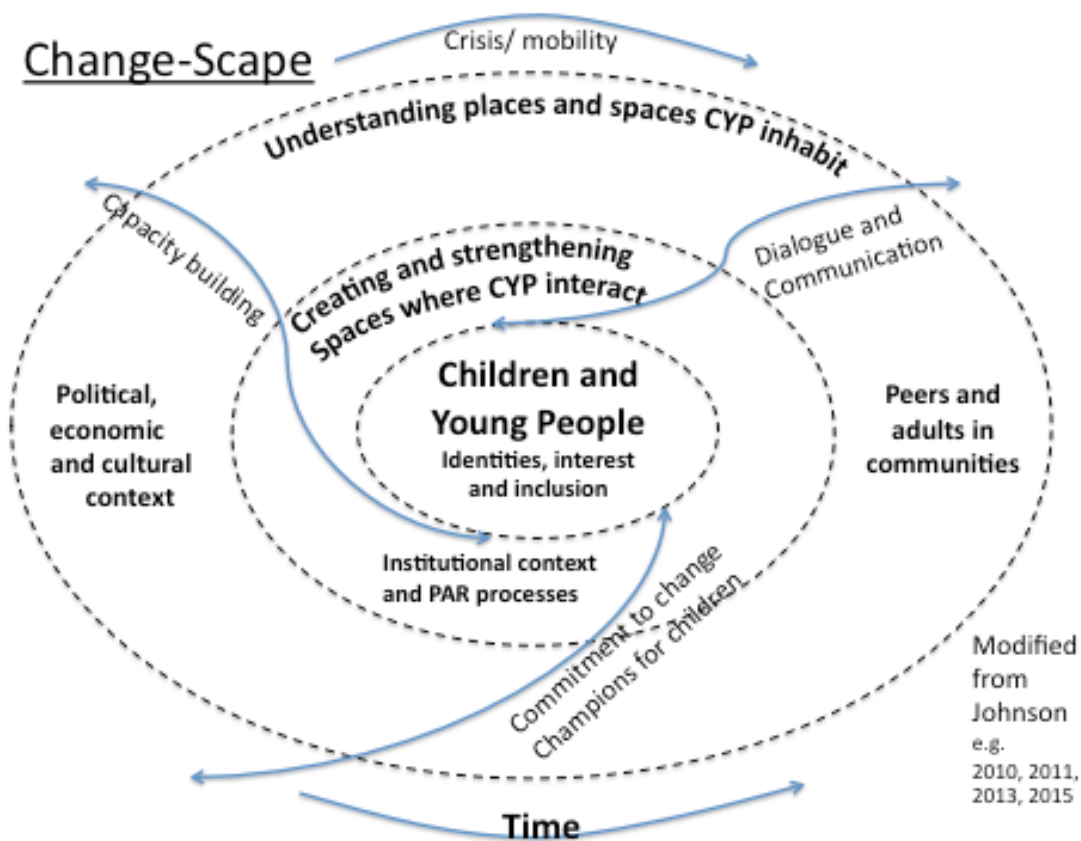 Change-Scape
Crisis/ mobility
Understanding places and spaces CYP inhabit
Capacity building
Dialogue and
Communication
Creating and strengthening
Spaces where CYP interact
Children and
Young People
Identities, interest
and inclusion
Political,
economic
and cultural
context
Peers and
adults in
communities
Institutional context
and PAR processes
Commitment to change
Champions for children
Modified
from
Johnson
e.g.
2010, 2011,
2013, 2015
Time